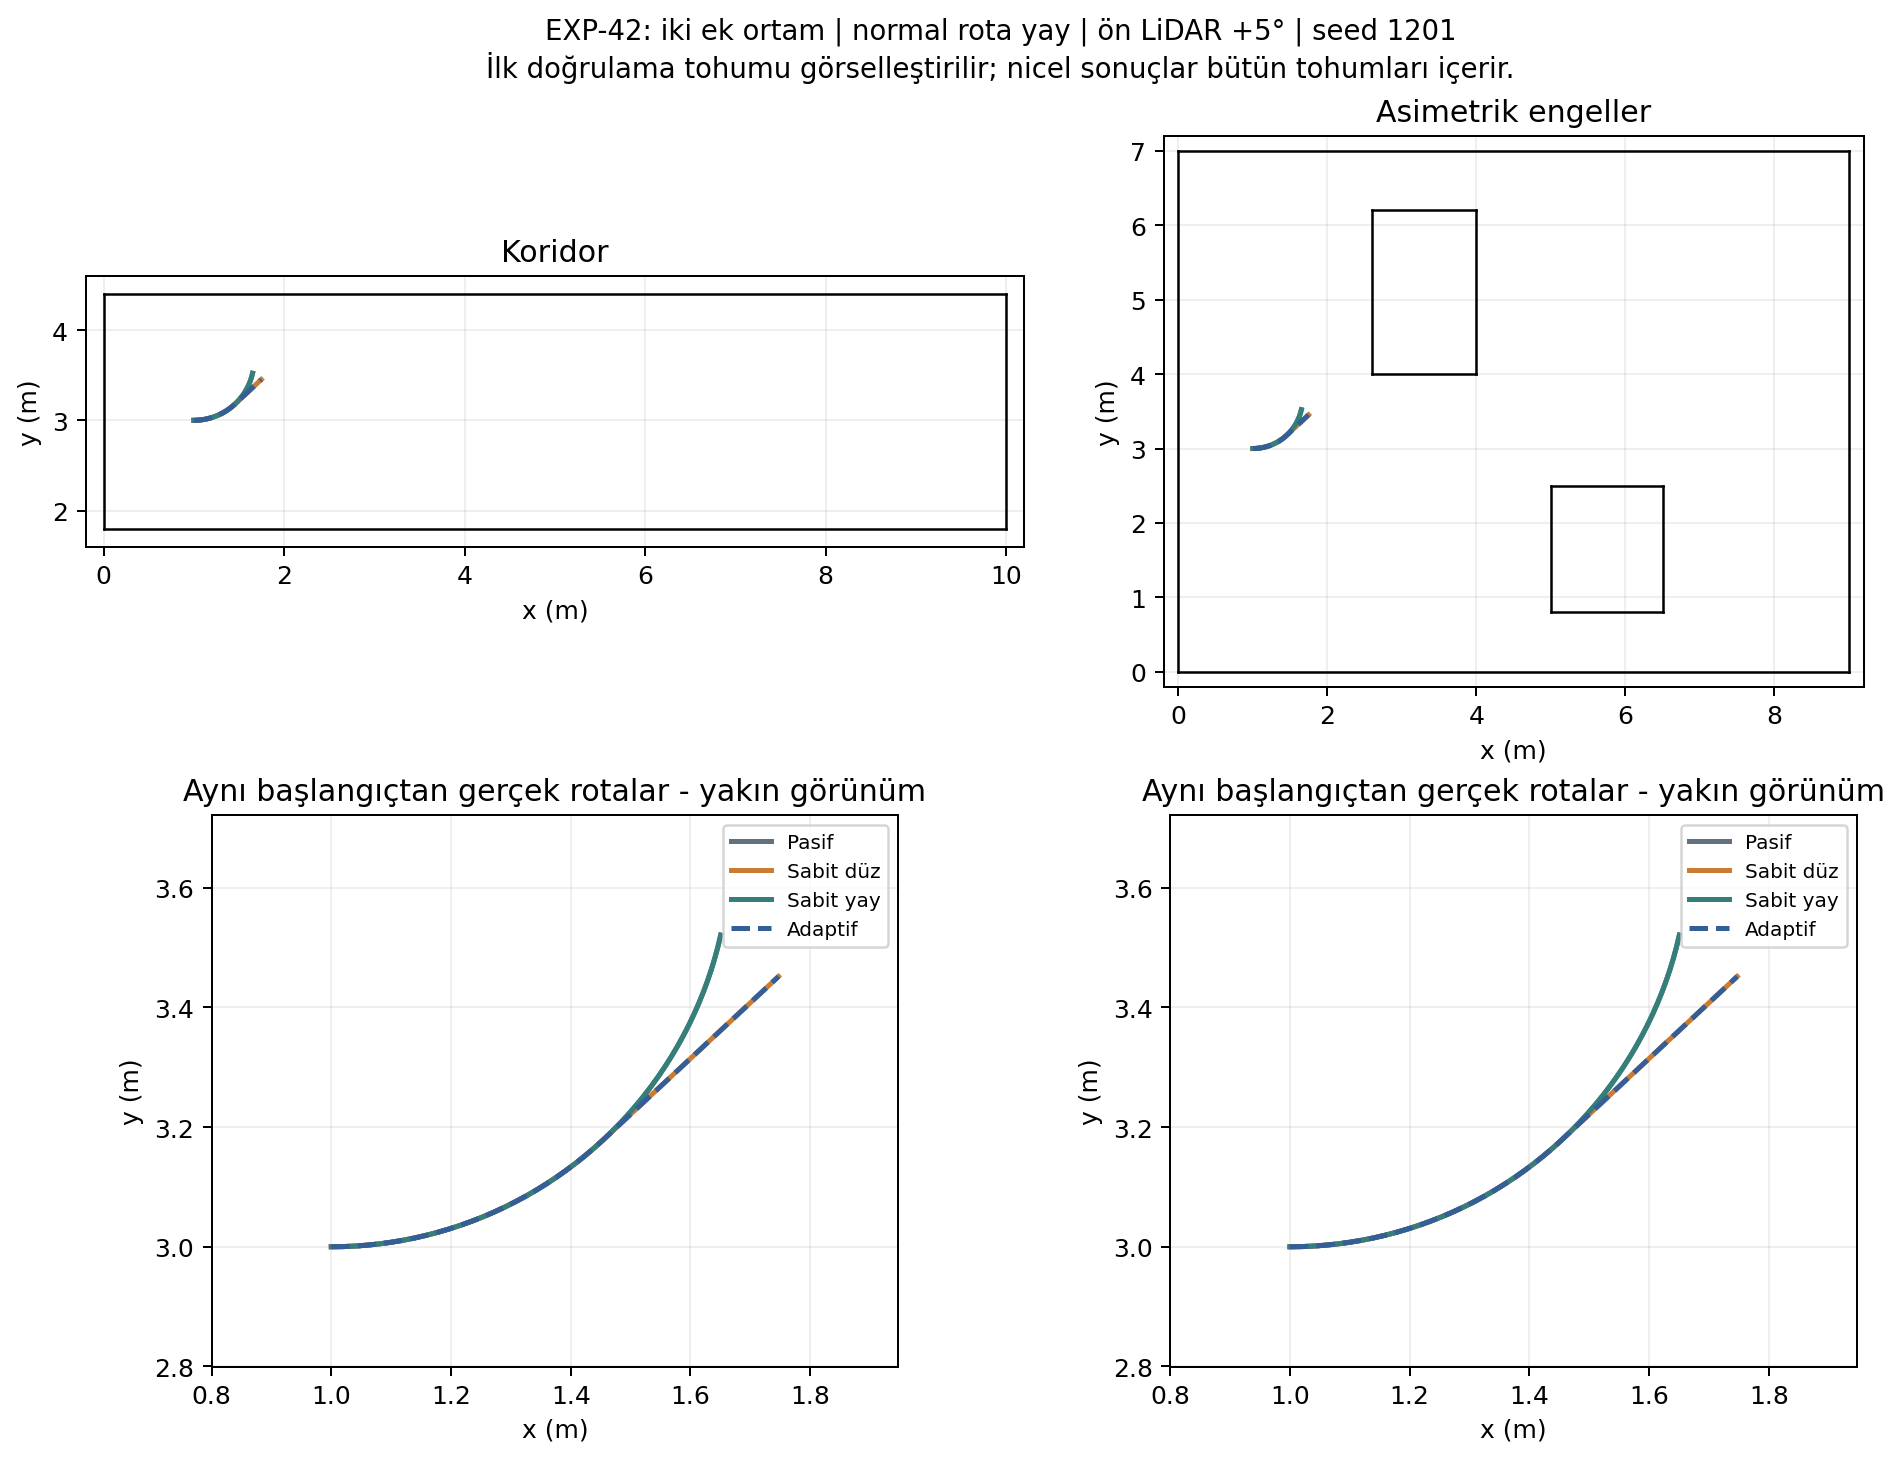 EXP-42: iki ek ortam | normal rota yay | ön LiDAR +5° | seed 1201
İlk doğrulama tohumu görselleştirilir; nicel sonuçlar bütün tohumları içerir.
Koridor
y (m)
4
3
2
0 2 4 6 8 10
x (m)
Asimetrik engeller
y (m)
7
6
5
4
3
2
1
0
0 2 4 6 8
x (m)
Aynı başlangıçtan gerçek rotalar - yakın görünüm
Pasif
Sabit düz
Sabit yay
Adaptif
y (m)
3.6
3.4
3.2
3.0
2.8
0.8 1.0 1.2 1.4 1.6 1.8
x (m)
Aynı başlangıçtan gerçek rotalar - yakın görünüm
Pasif
Sabit düz
Sabit yay
Adaptif
y (m)
3.6
3.4
3.2
3.0
2.8
0.8 1.0 1.2 1.4 1.6 1.8
x (m)